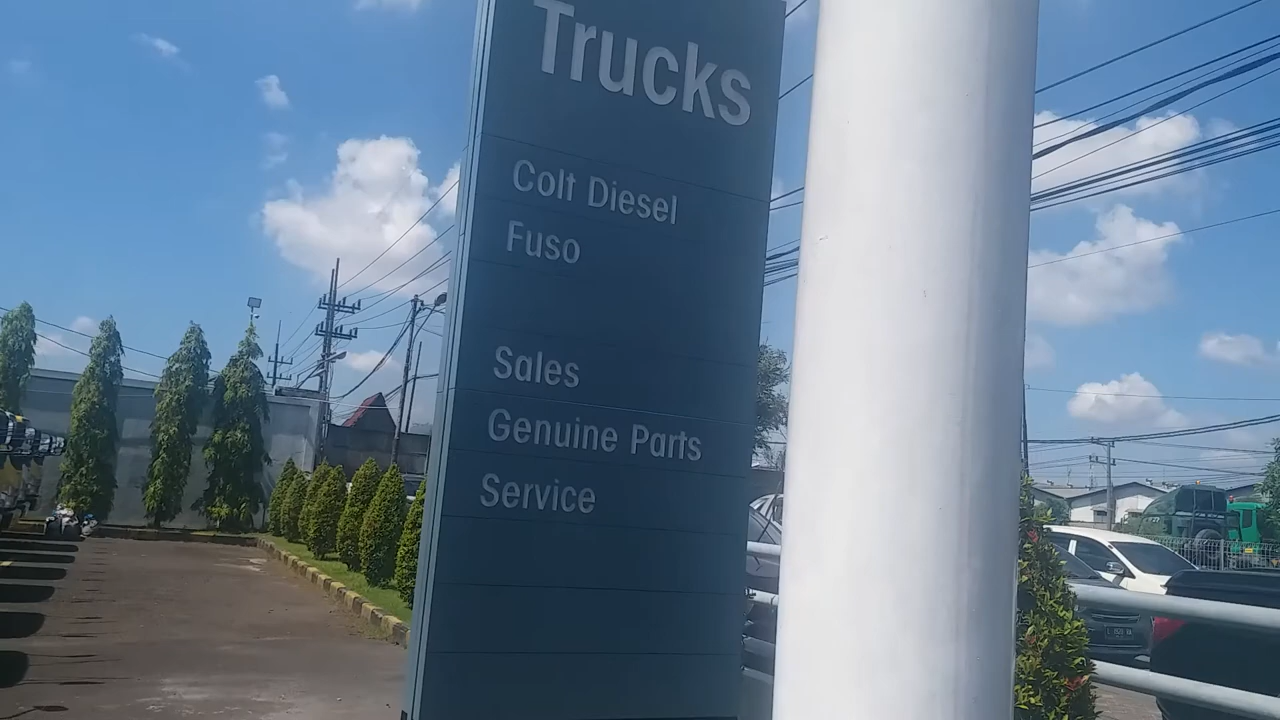 Trucks
Colt Diesel
Fuso
Sales
Genuine Parts
Service